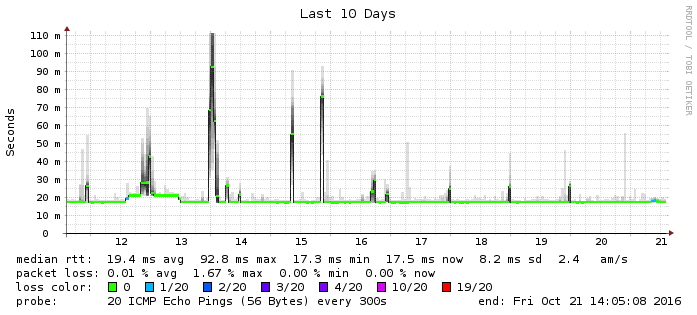 Last 10 Days
RRDTOOL / TOBI OETIKER
Seconds
110 m
100 m
90 m
80 m
70 m
60 m
50 m
40 m
30 m
20 m
10 m
0
12 13 14 15 16 17 18 19 20 21
median rtt: 19.4 ms avg 92.8 ms max 17.3 ms min 17.5 ms now 8.2 ms sd 2.4 am/s
packet loss: 0.01 % avg 1.67 % max 0.00 % min 0.00 % now
loss color: 0 1/20 2/20 3/20 4/20 10/20 19/20
probe: 20 ICMP Echo Pings (56 Bytes) every 300s end: Fri Oct 21 14:05:08 2016